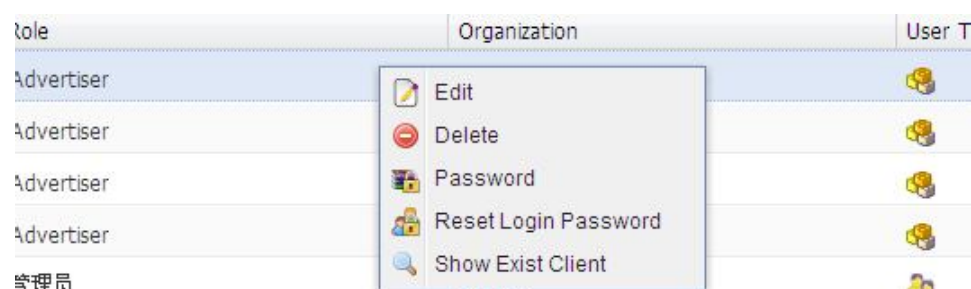 Role Organization User T
Advertiser
Edit
Advertiser
Delete
Advertiser
Password
Advertiser
Reset Login Password
管理员
Show Exist Client